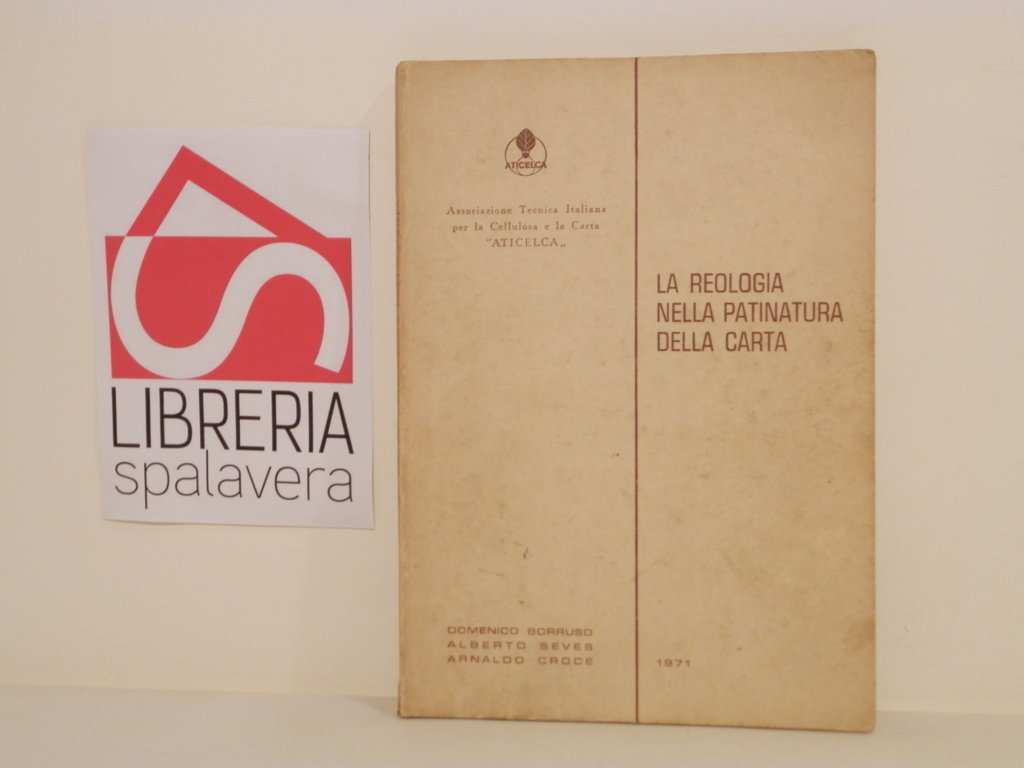 LIBRERIA
spalavera
ATICELCA
Associazione Tecnica Italiana
per la Cellulosa e la Carta
"ATICELCA„
LA REOLOGIA
NELLA PATINATURA
DELLA CARTA
DOMENICO BORRUSO
ALBERTO SEVES
ARNALDO CROCE
1971